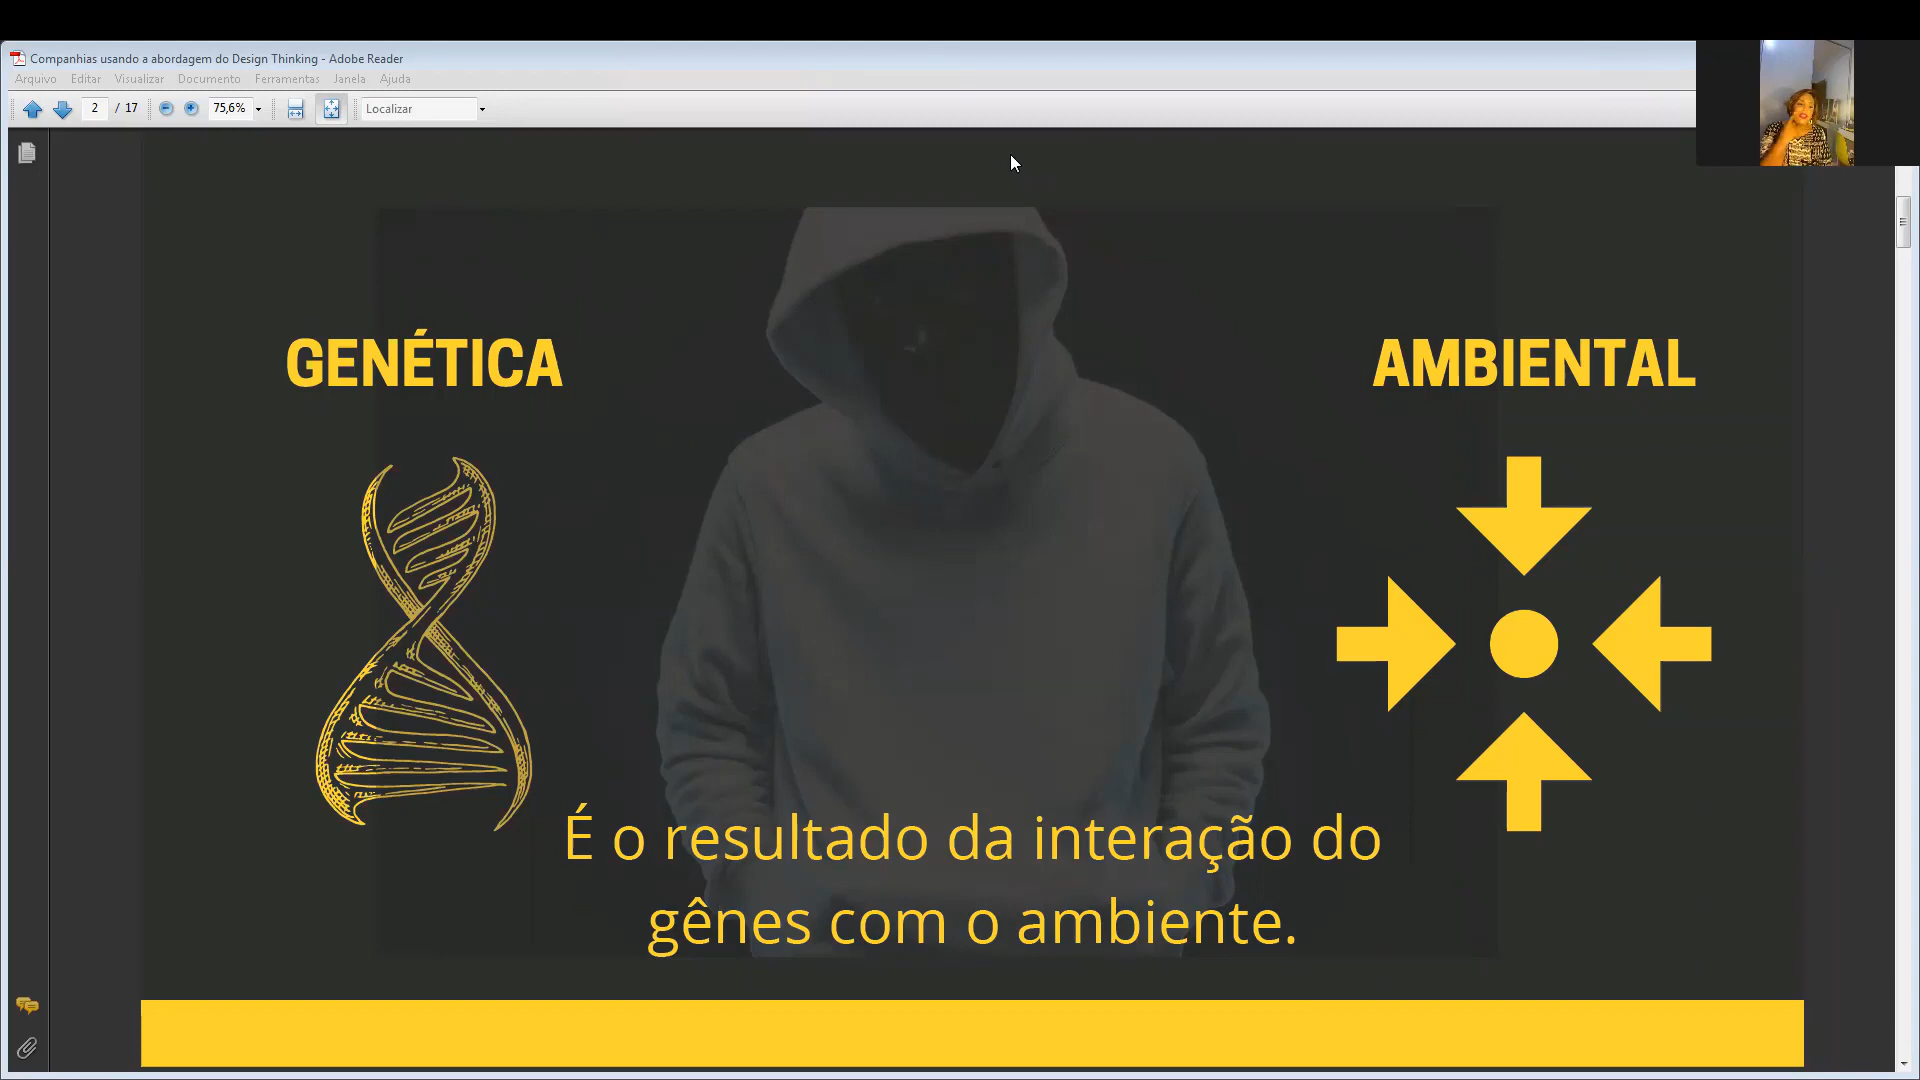 Companhias usando a abordagem do Design Thinking - Adobe Reader
Arquivo Editar Visualizar Documento Ferramentas Janela Ajuda
2 / 17 75,6% Localizar
GENÉTICA
AMBIENTAL
É o resultado da interação do
gênes com o ambiente.